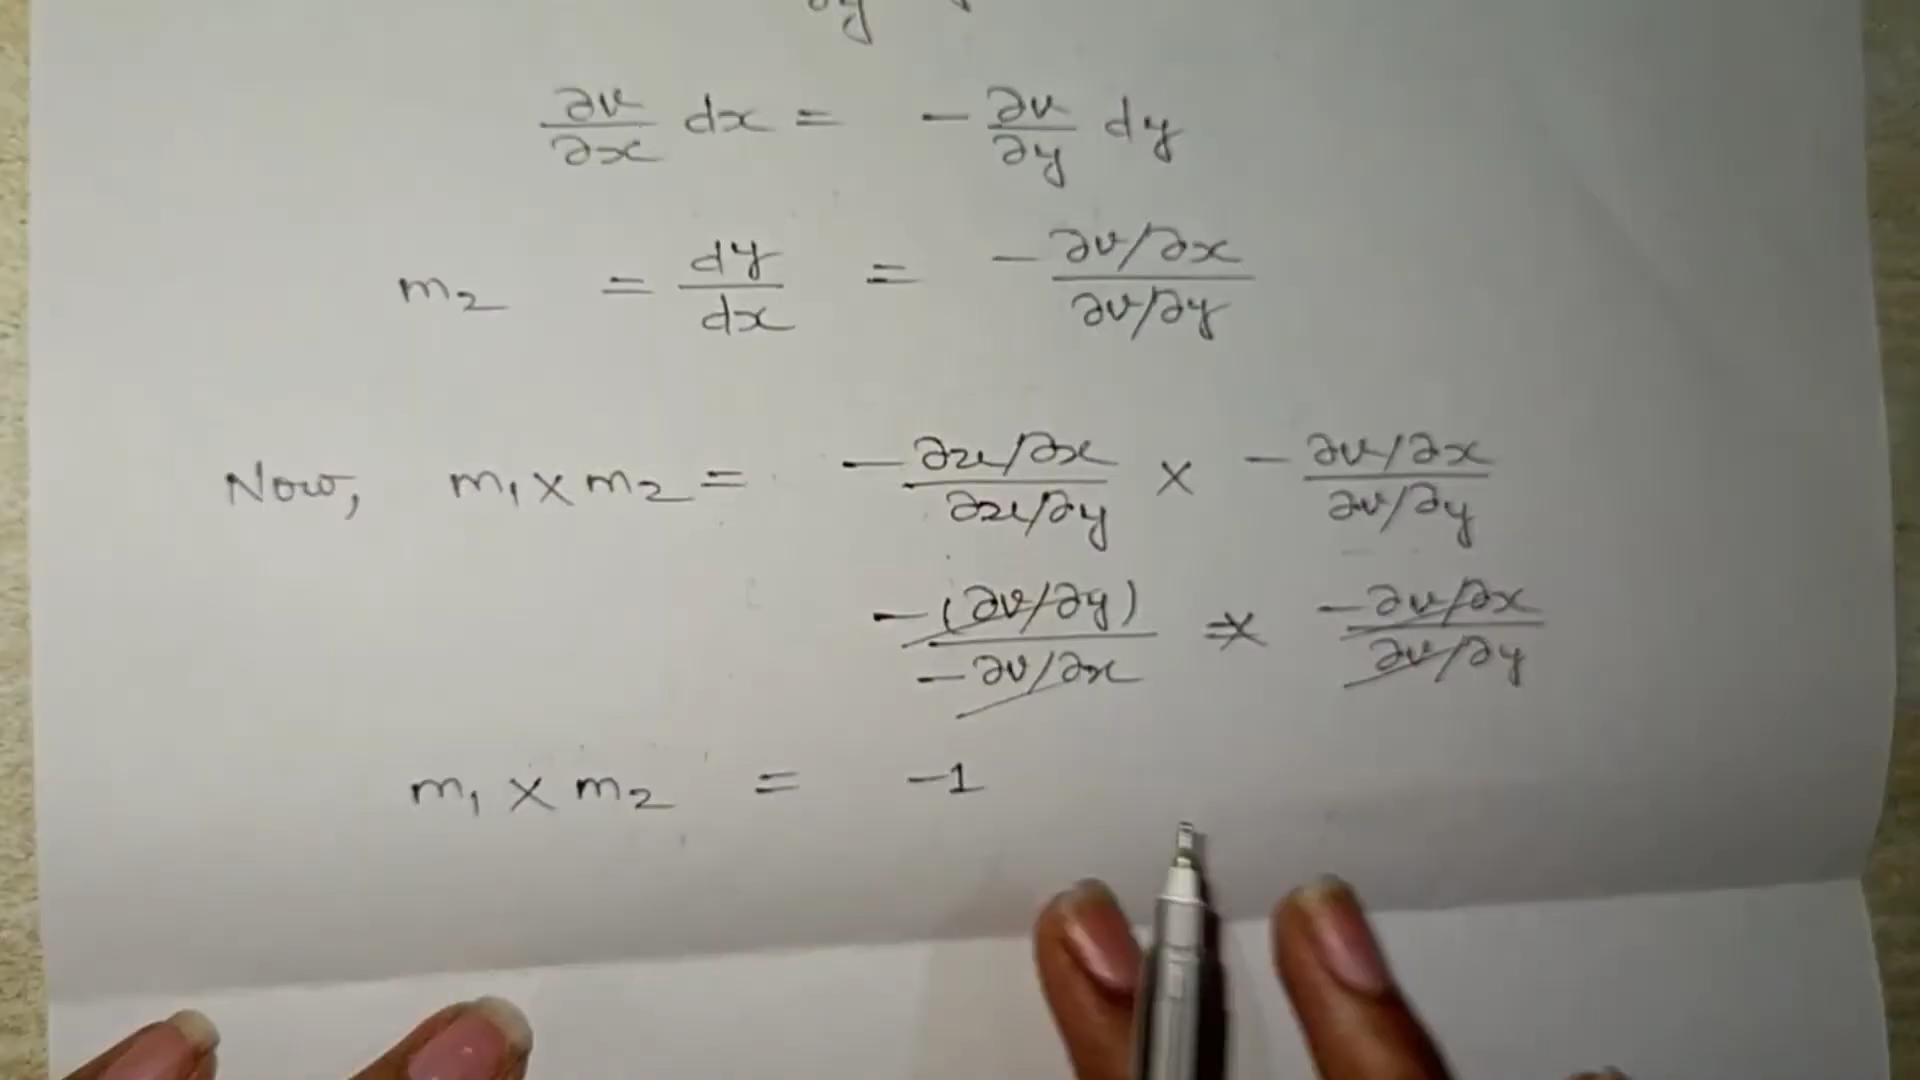 ∂y
∂v/∂x dx = - ∂v/∂y dy
m₂ = dy/dx = - (∂v/∂x)/(∂v/∂y)
Now, m₁ × m₂ = - (∂u/∂x)/(∂u/∂y) × - (∂v/∂x)/(∂v/∂y)
-(∂v/∂y)/(-∂v/∂x) × (-∂v/∂x)/(∂v/∂y)
m₁ × m₂ = -1